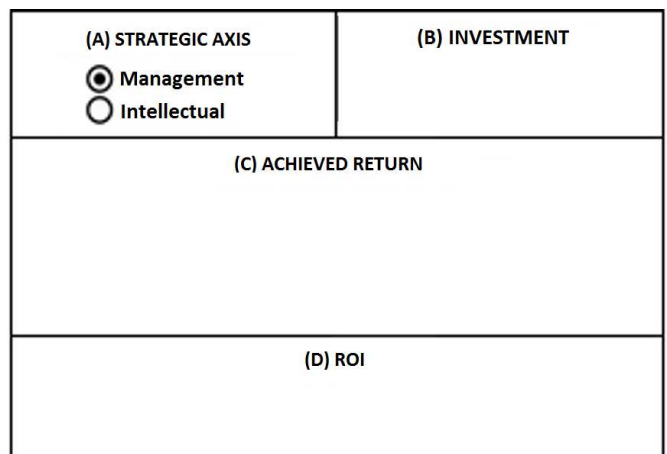 (A) STRATEGIC AXIS
Management
Intellectual
(B) INVESTMENT
(C) ACHIEVED RETURN
(D) ROI